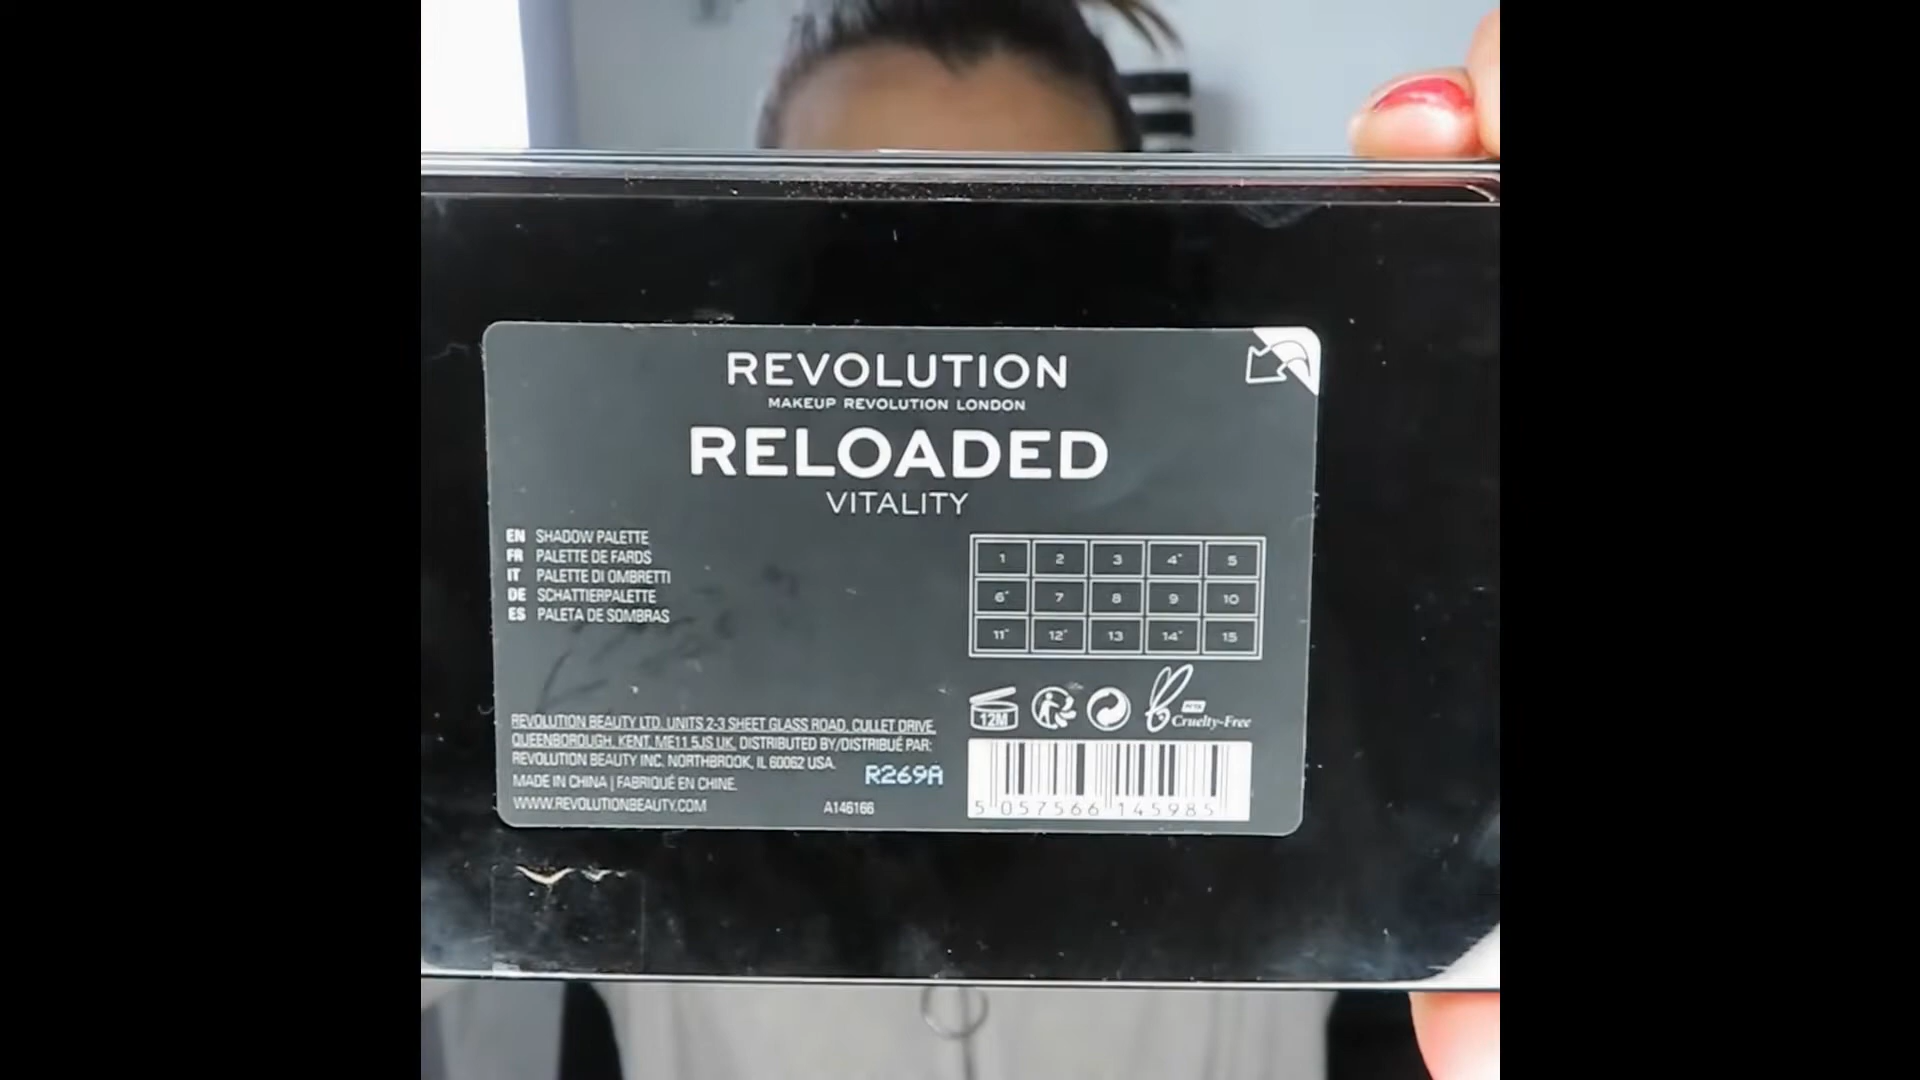 REVOLUTION
MAKEUP REVOLUTION LONDON
RELOADED
VITALITY
EN SHADOW PALETTE
FR PALETTE DE FARDS
IT PALETTE DI OMBRETTI
DE SCHATTIERPALETTE
ES PALETA DE SOMBRAS
1 2 3 4* 5
6* 7 8 9 10
11* 12* 13 14* 15
12M
PETA
Cruelty-Free
REVOLUTION BEAUTY LTD. UNITS 2-3 SHEET GLASS ROAD, CULLET DRIVE,
QUEENBOROUGH, KENT. ME11 5JS UK. DISTRIBUTED BY/DISTRIBUÉ PAR:
REVOLUTION BEAUTY INC. NORTHBROOK, IL 60062 USA.
MADE IN CHINA | FABRIQUÉ EN CHINE.
R269A
WWW.REVOLUTIONBEAUTY.COM
A146166
5 057566 145985